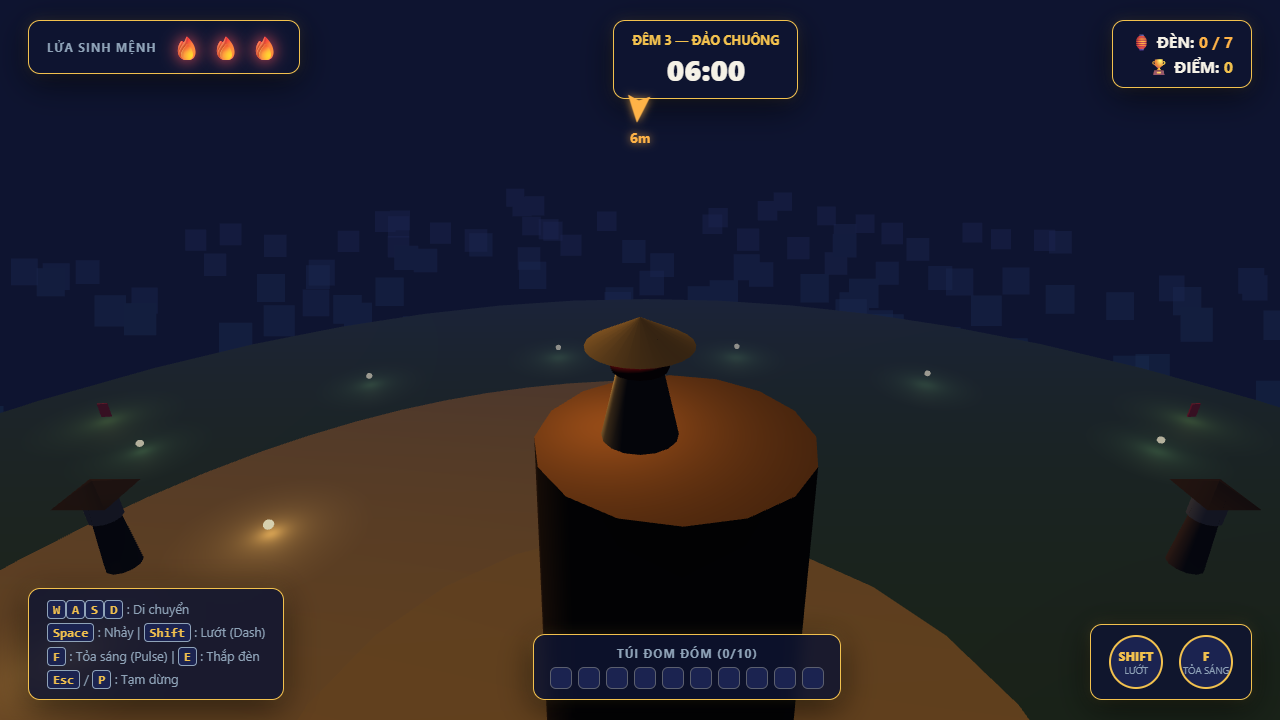 LỬA SINH MỆNH
ĐÊM 3 — ĐẢO CHUÔNG
06:00
6m
ĐÈN: 0 / 7
ĐIỂM: 0
W A S D : Di chuyển
Space : Nhảy | Shift : Lướt (Dash)
F : Tỏa sáng (Pulse) | E : Thắp đèn
Esc / P : Tạm dừng
TÚI ĐOM ĐÓM (0/10)
SHIFT
LƯỚT
F
TỎA SÁNG